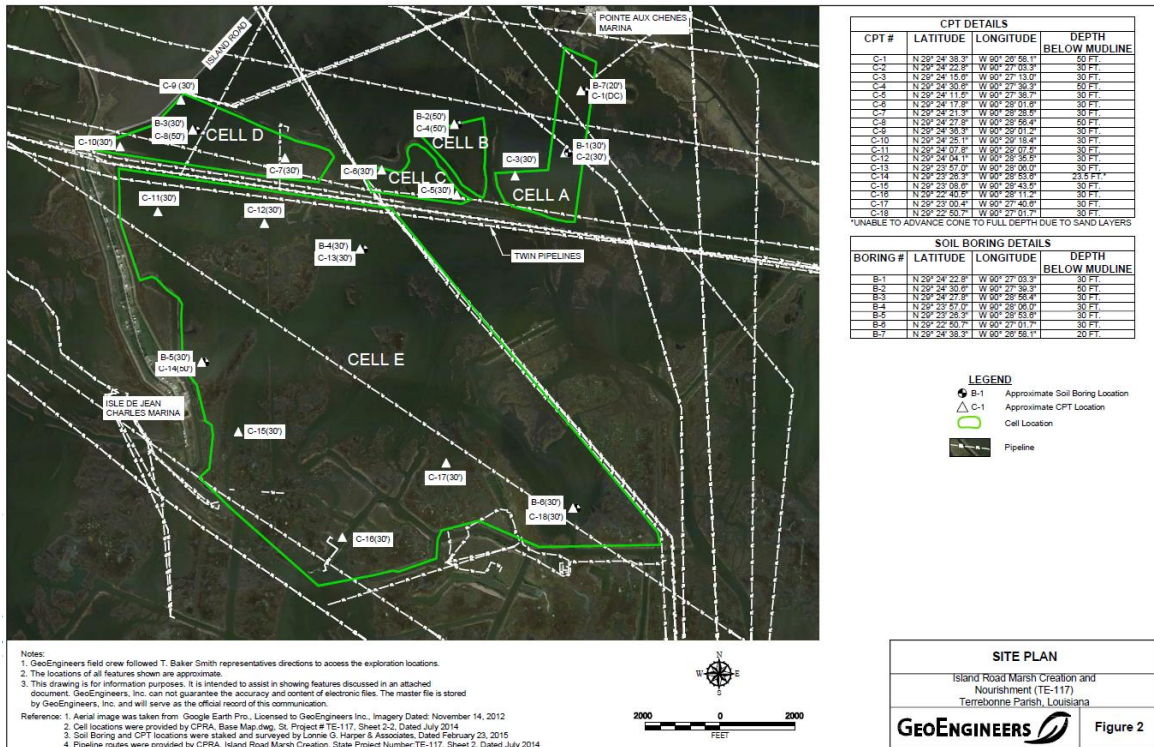 POINTE AUX CHENES
MARINA
ISLAND ROAD
C-9 (30')
B-7(20')
C-1(DC)
B-3(30')
C-8(50')
CELL D
B-2(50')
C-4(50')
CELL B
B-1(30')
C-2(30')
C-10(30')
C-7(30')
C-6(30')
CELL C
C-3(30')
C-5(30')
CELL A
C-11(30')
C-12(30')
B-4(30')
C-13(30')
TWIN PIPELINES
CELL E
B-5(30')
C-14(50')
ISLE DE JEAN
CHARLES MARINA
C-15(30')
C-17(30')
B-6(30')
C-18(30')
C-16(30')
CPT DETAILS
CPT # LATITUDE LONGITUDE DEPTH
BELOW MUDLINE
C-1 N 29° 24' 38.3" W 90° 26' 58.1" 50 FT.
C-2 N 29° 24' 22.8" W 90° 27' 03.3" 30 FT.
C-3 N 29° 24' 15.6" W 90° 27' 13.0" 30 FT.
C-4 N 29° 24' 30.6" W 90° 27' 39.3" 50 FT.
C-5 N 29° 24' 11.5" W 90° 27' 38.7" 30 FT.
C-6 N 29° 24' 17.8" W 90° 28' 01.6" 30 FT.
C-7 N 29° 24' 21.3" W 90° 28' 28.5" 30 FT.
C-8 N 29° 24' 27.8" W 90° 28' 56.4" 50 FT.
C-9 N 29° 24' 36.3" W 90° 29' 01.2" 30 FT.
C-10 N 29° 24' 25.1" W 90° 29' 18.4" 30 FT.
C-11 N 29° 24' 07.8" W 90° 29' 07.5" 30 FT.
C-12 N 29° 24' 04.1" W 90° 28' 35.5" 30 FT.
C-13 N 29° 23' 57.0" W 90° 28' 06.0" 30 FT.
C-14 N 29° 23' 26.3" W 90° 28' 53.6" 23.5 FT.*
C-15 N 29° 23' 08.6" W 90° 28' 43.5" 30 FT.
C-16 N 29° 22' 40.5" W 90° 28' 11.2" 30 FT.
C-17 N 29° 23' 00.4" W 90° 27' 40.6" 30 FT.
C-18 N 29° 22' 50.7" W 90° 27' 01.7" 30 FT.
*UNABLE TO ADVANCE CONE TO FULL DEPTH DUE TO SAND LAYERS
SOIL BORING DETAILS
BORING # LATITUDE LONGITUDE DEPTH
BELOW MUDLINE
B-1 N 29° 24' 22.8" W 90° 27' 03.3" 30 FT.
B-2 N 29° 24' 30.6" W 90° 27' 39.3" 50 FT.
B-3 N 29° 24' 27.8" W 90° 28' 56.4" 30 FT.
B-4 N 29° 23' 57.0" W 90° 28' 06.0" 30 FT.
B-5 N 29° 23' 26.3" W 90° 28' 53.6" 30 FT.
B-6 N 29° 22' 50.7" W 90° 27' 01.7" 30 FT.
B-7 N 29° 24' 38.3" W 90° 26' 58.1" 20 FT.
LEGEND
B-1 Approximate Soil Boring Location
C-1 Approximate CPT Location
Cell Location
Pipeline
Notes:
1. GeoEngineers field crew followed T. Baker Smith representatives directions to access the exploration locations.
2. The locations of all features shown are approximate.
3. This drawing is for information purposes. It is intended to assist in showing features discussed in an attached
document. GeoEngineers, Inc. can not guarantee the accuracy and content of electronic files. The master file is stored
by GeoEngineers, Inc. and will serve as the official record of this communication.
Reference: 1. Aerial image was taken from Google Earth Pro., Licensed to GeoEngineers Inc., Imagery Dated: November 14, 2012
2. Cell locations were provided by CPRA, Base Map.dwg, St. Project # TE-117, Sheet 2-2, Dated July 2014
3. Soil Boring and CPT locations were staked and surveyed by Lonnie G. Harper & Associates, Dated February 23, 2015
4. Pipeline routes were provided by CPRA, Island Road Marsh Creation, State Project Number:TE-117, Sheet 2, Dated July 2014
N
W E
S
2000 0 2000
FEET
SITE PLAN
Island Road Marsh Creation and
Nourishment (TE-117)
Terrebonne Parish, Louisiana
GEOENGINEERS
Figure 2